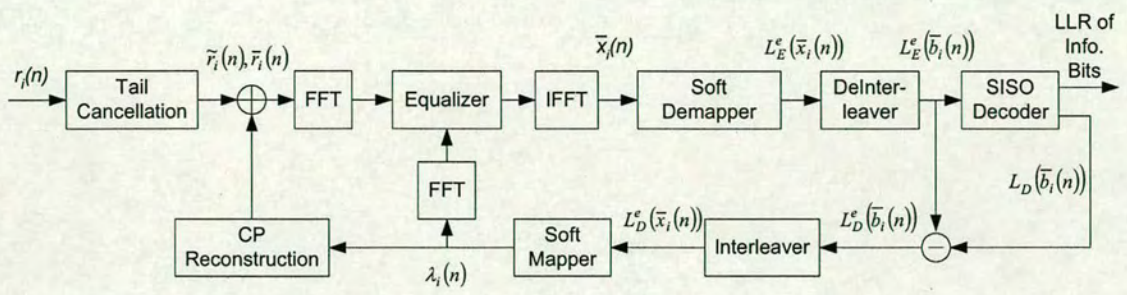 LLR of
Info.
Bits
r_i(n)
Tail
Cancellation
r̃_i(n), r̄_i(n)
FFT
Equalizer
IFFT
x̄_i(n)
Soft
Demapper
L_E^e(x̄_i(n))
DeInter-
leaver
L_E^e(b̄_i(n))
SISO
Decoder
FFT
L_D(b̄_i(n))
CP
Reconstruction
λ_i(n)
Soft
Mapper
L_D^e(x̄_i(n))
Interleaver
L_D^e(b̄_i(n))